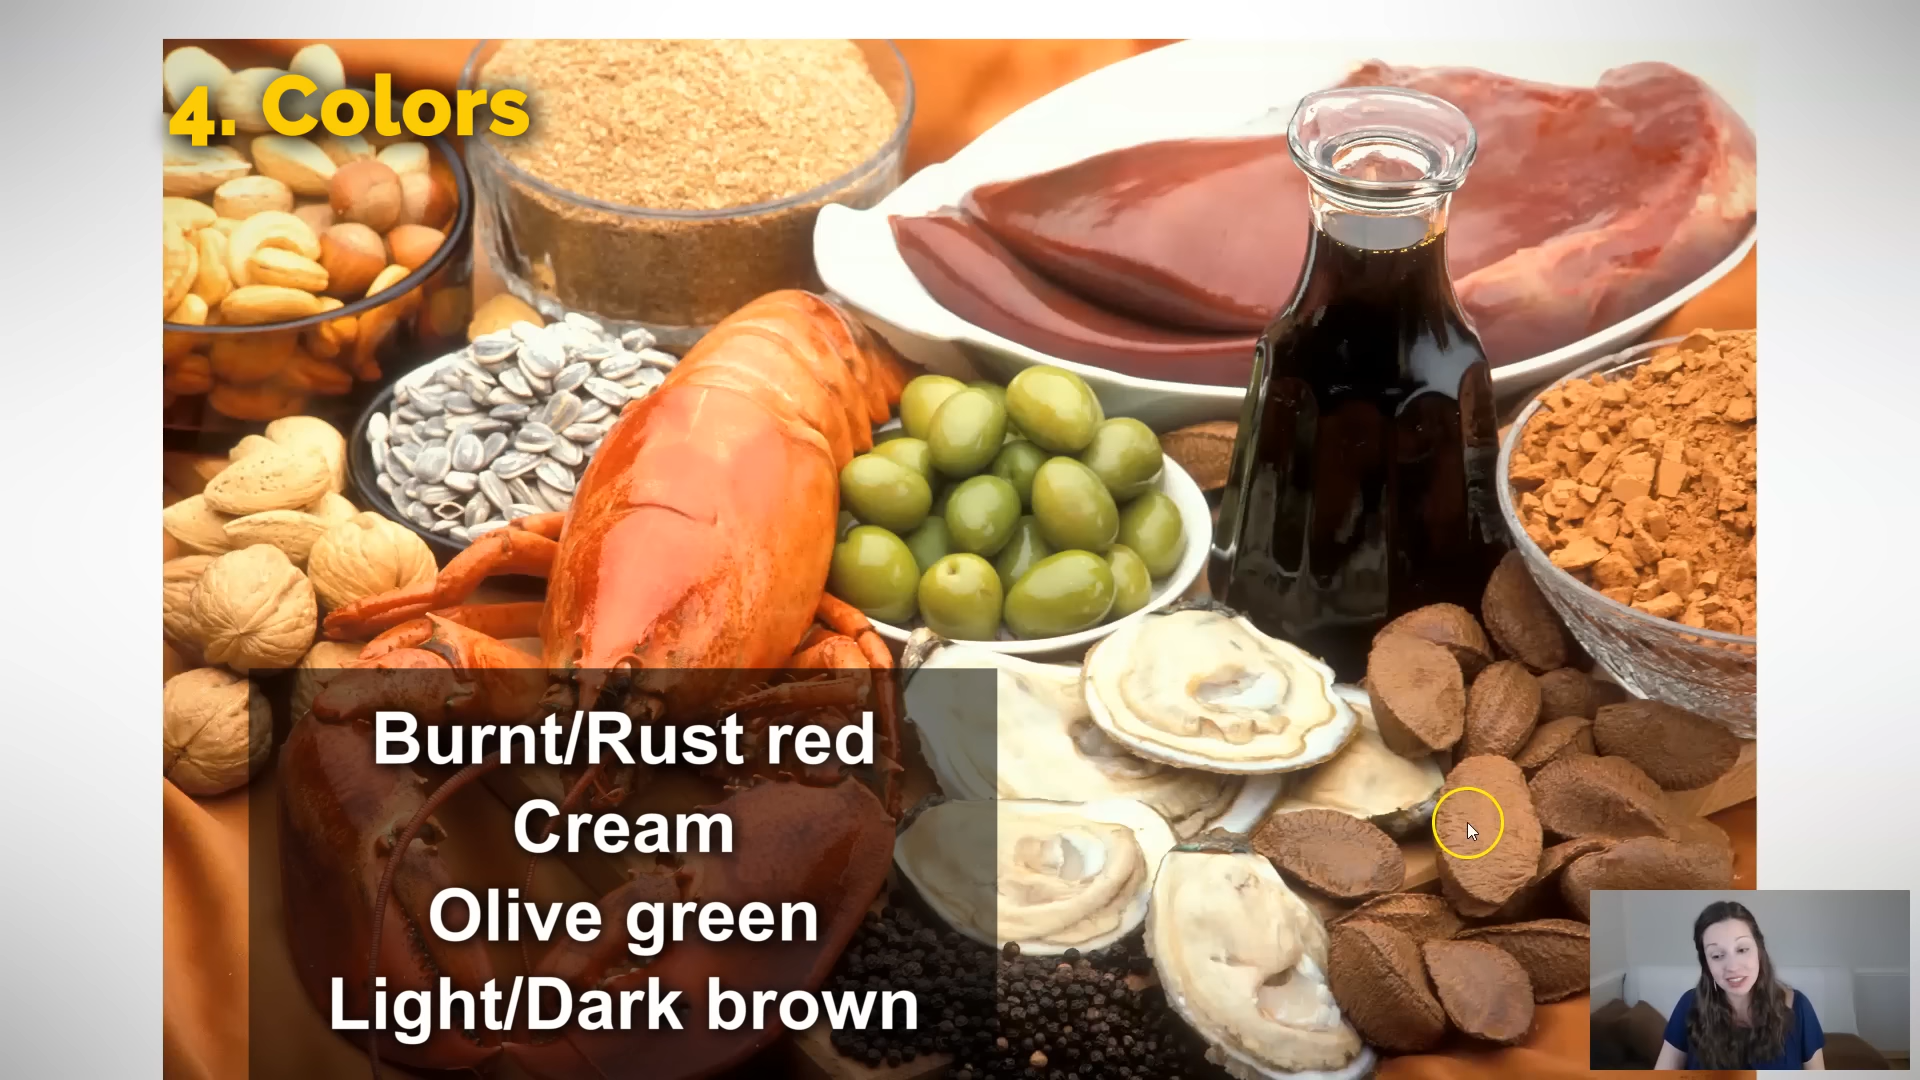 4. Colors
Burnt/Rust red
Cream
Olive green
Light/Dark brown